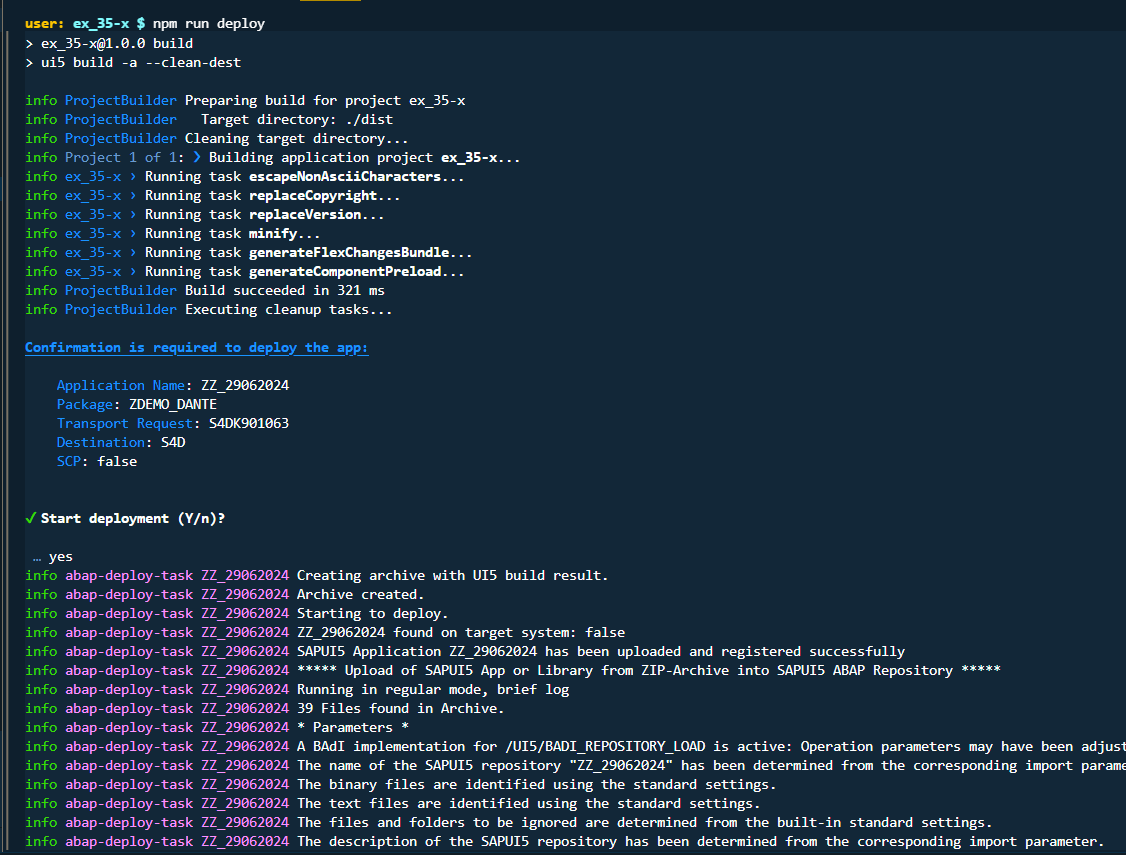 user: ex_35-x $ npm run deploy
> ex_35-x@1.0.0 build
> ui5 build -a --clean-dest
info ProjectBuilder Preparing build for project ex_35-x
info ProjectBuilder   Target directory: ./dist
info ProjectBuilder Cleaning target directory...
info Project 1 of 1: ❯ Building application project ex_35-x...
info ex_35-x › Running task escapeNonAsciiCharacters...
info ex_35-x › Running task replaceCopyright...
info ex_35-x › Running task replaceVersion...
info ex_35-x › Running task minify...
info ex_35-x › Running task generateFlexChangesBundle...
info ex_35-x › Running task generateComponentPreload...
info ProjectBuilder Build succeeded in 321 ms
info ProjectBuilder Executing cleanup tasks...
Confirmation is required to deploy the app:
Application Name: ZZ_29062024
Package: ZDEMO_DANTE
Transport Request: S4DK901063
Destination: S4D
SCP: false
✓ Start deployment (Y/n)?
… yes
info abap-deploy-task ZZ_29062024 Creating archive with UI5 build result.
info abap-deploy-task ZZ_29062024 Archive created.
info abap-deploy-task ZZ_29062024 Starting to deploy.
info abap-deploy-task ZZ_29062024 ZZ_29062024 found on target system: false
info abap-deploy-task ZZ_29062024 SAPUI5 Application ZZ_29062024 has been uploaded and registered successfully
info abap-deploy-task ZZ_29062024 ***** Upload of SAPUI5 App or Library from ZIP-Archive into SAPUI5 ABAP Repository *****
info abap-deploy-task ZZ_29062024 Running in regular mode, brief log
info abap-deploy-task ZZ_29062024 39 Files found in Archive.
info abap-deploy-task ZZ_29062024 * Parameters *
info abap-deploy-task ZZ_29062024 A BAdI implementation for /UI5/BADI_REPOSITORY_LOAD is active: Operation parameters may have been adjust
info abap-deploy-task ZZ_29062024 The name of the SAPUI5 repository "ZZ_29062024" has been determined from the corresponding import parame
info abap-deploy-task ZZ_29062024 The binary files are identified using the standard settings.
info abap-deploy-task ZZ_29062024 The text files are identified using the standard settings.
info abap-deploy-task ZZ_29062024 The files and folders to be ignored are determined from the built-in standard settings.
info abap-deploy-task ZZ_29062024 The description of the SAPUI5 repository has been determined from the corresponding import parameter.